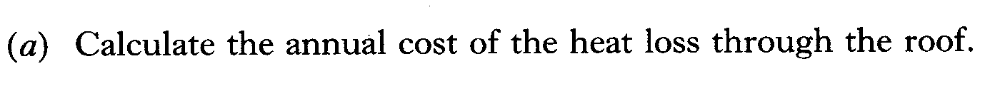 (a) Calculate the annual cost of the heat loss through the roof.